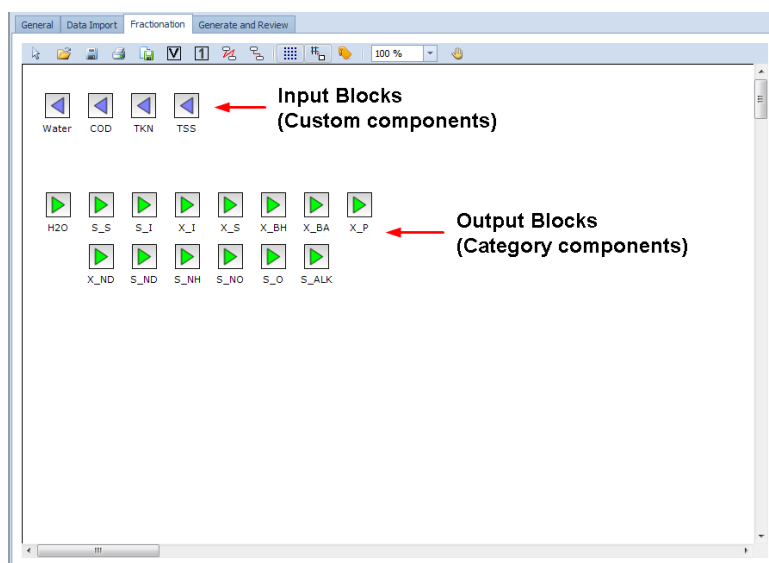 General Data Import Fractionation Generate and Review
V 1 100 %
Input Blocks
(Custom components)
Water COD TKN TSS
Output Blocks
(Category components)
H2O S_S S_I X_I X_S X_BH X_BA X_P
X_ND S_ND S_NH S_NO S_O S_ALK